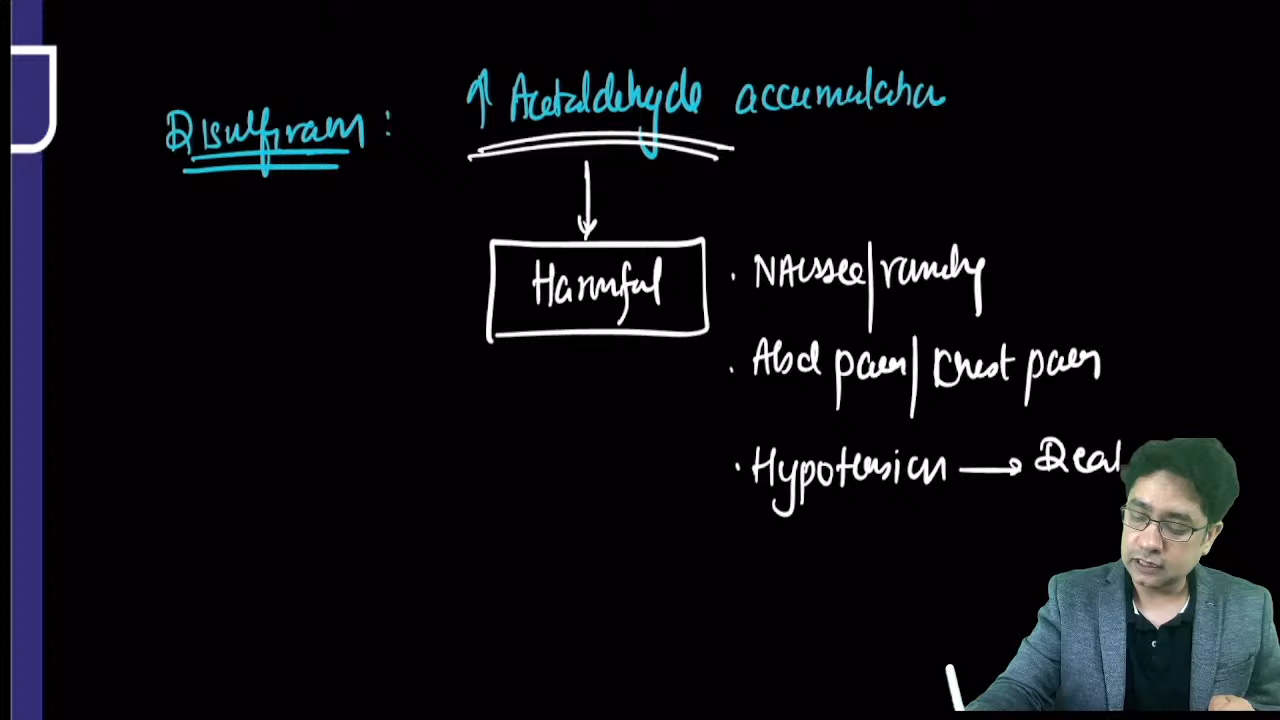 Disulfiram : ↑ Acetaldehyde accumulation
Harmful
· NAusea/vomiting
· Abd pain/Chest pain
· Hypotension → Deat